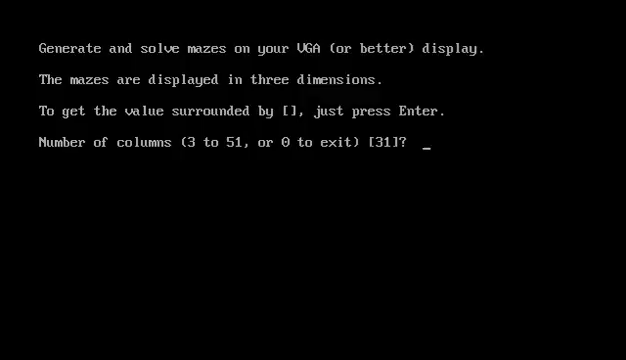 Generate and solve mazes on your VGA (or better) display.
The mazes are displayed in three dimensions.
To get the value surrounded by [], just press Enter.
Number of columns (3 to 51, or 0 to exit) [31]? _